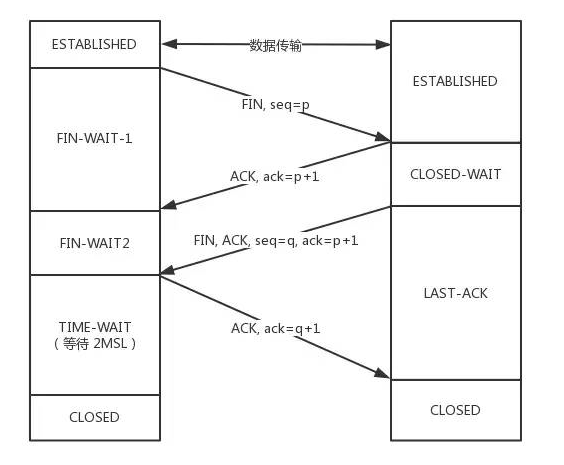 ESTABLISHED
数据传输
ESTABLISHED
FIN, seq=p
FIN-WAIT-1
ACK, ack=p+1
CLOSED-WAIT
FIN-WAIT2
FIN, ACK, seq=q, ack=p+1
LAST-ACK
TIME-WAIT
（等待 2MSL）
ACK, ack=q+1
CLOSED
CLOSED